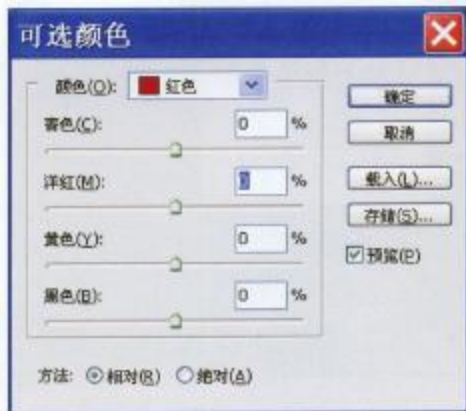 可选颜色
颜色(O): 红色
青色(C): 0 %
洋红(M): 0 %
黄色(Y): 0 %
黑色(B): 0 %
方法: 相对(R) 绝对(A)
确定
取消
载入(L)...
存储(S)...
预览(P)